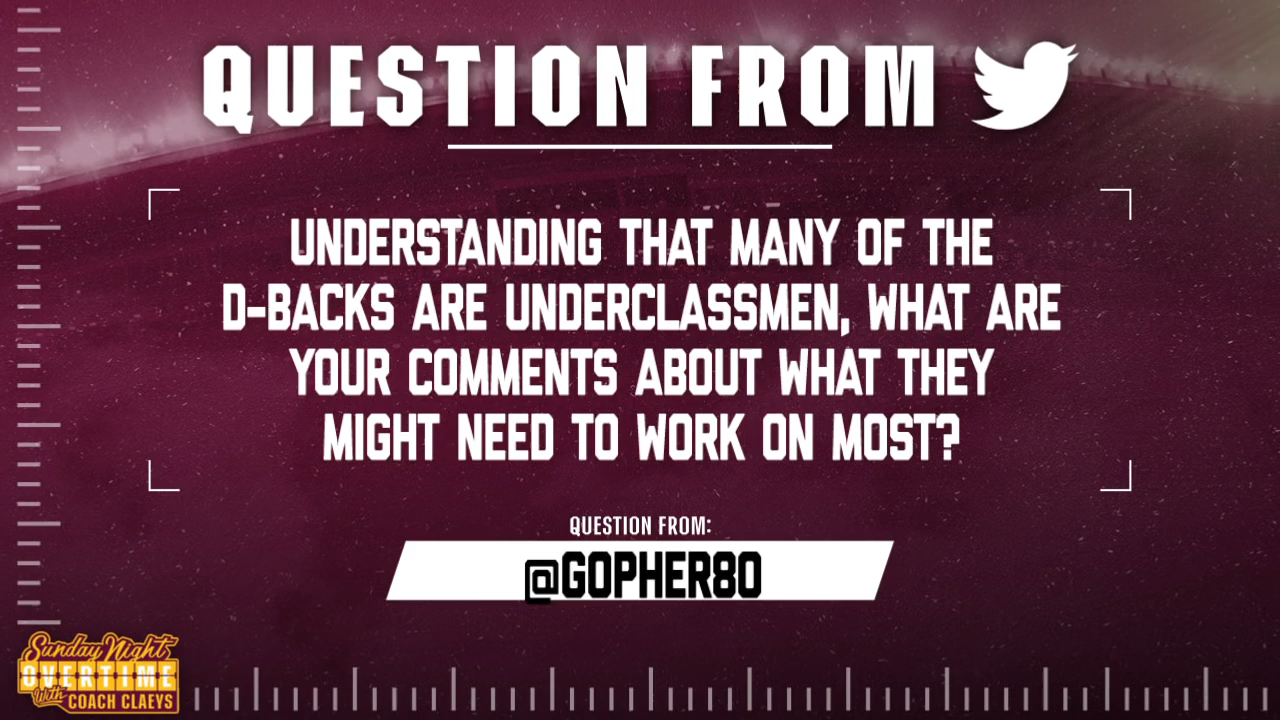 QUESTION FROM
UNDERSTANDING THAT MANY OF THE
D-BACKS ARE UNDERCLASSMEN, WHAT ARE
YOUR COMMENTS ABOUT WHAT THEY
MIGHT NEED TO WORK ON MOST?
QUESTION FROM:
@GOPHER80
Sunday Night
OVERTIME
With COACH CLAEYS